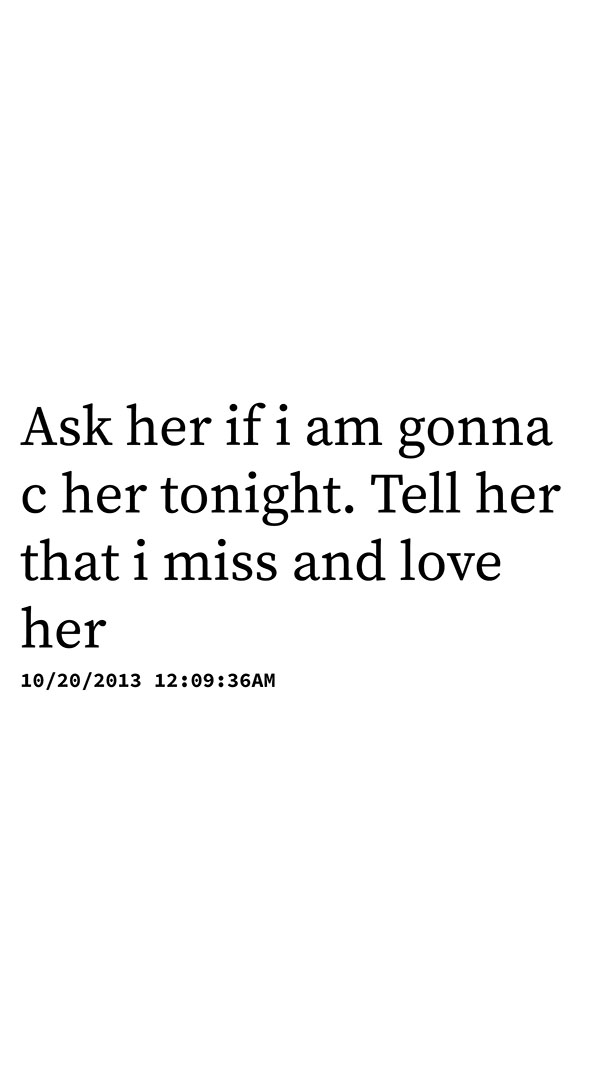 Ask her if i am gonna
c her tonight. Tell her
that i miss and love
her
10/20/2013 12:09:36AM